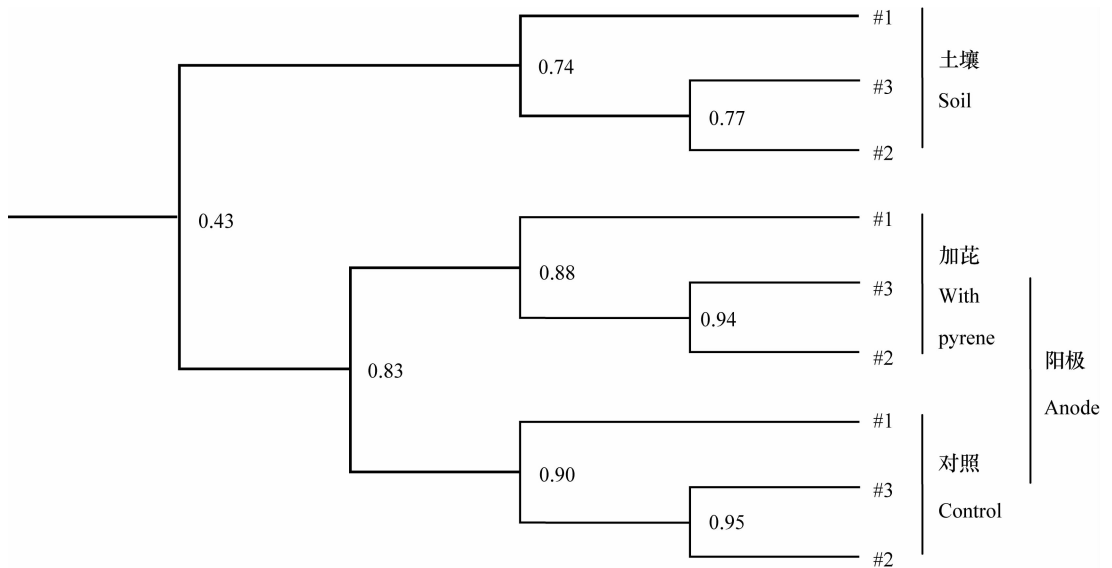 #1
0.74
土壤
#3
Soil
0.77
#2
0.43
#1
加芘
0.88
#3
With
0.94
pyrene
#2
阳极
0.83
Anode
#1
对照
0.90
#3
Control
0.95
#2